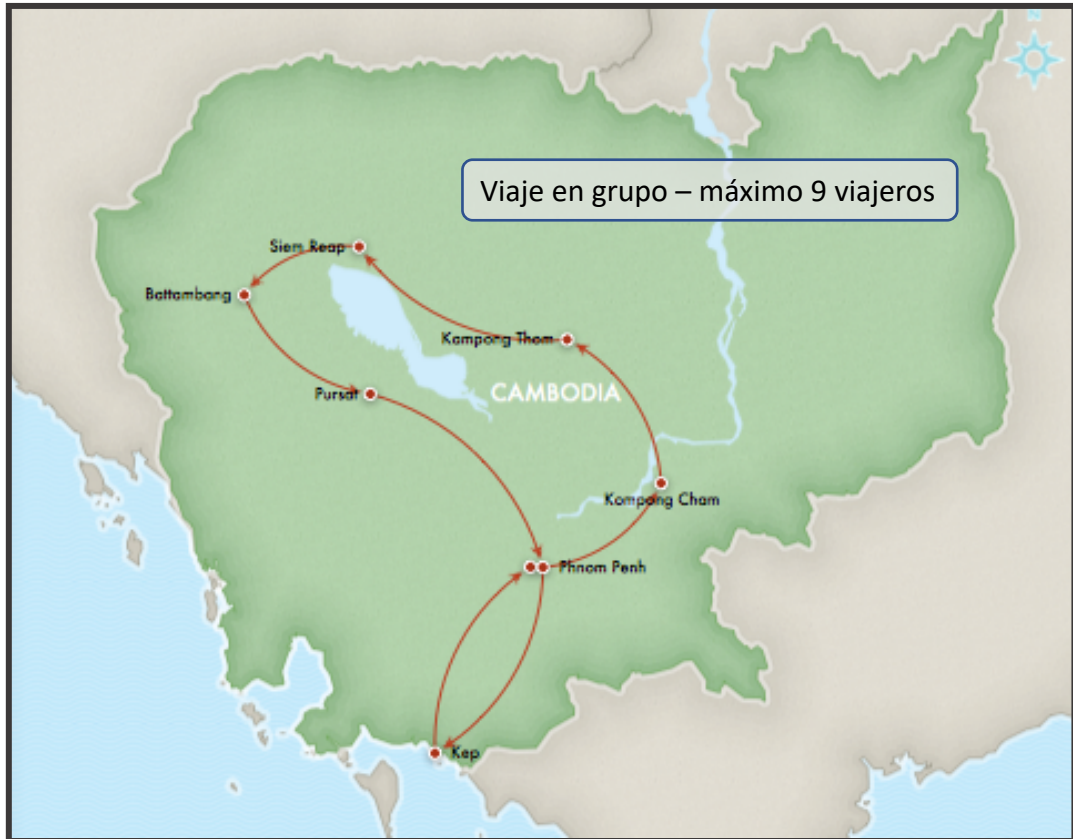 N
Viaje en grupo – máximo 9 viajeros
Siem Reap
Battambang
Kampong Thom
Pursat
CAMBODIA
Kompong Cham
Phnom Penh
Kep